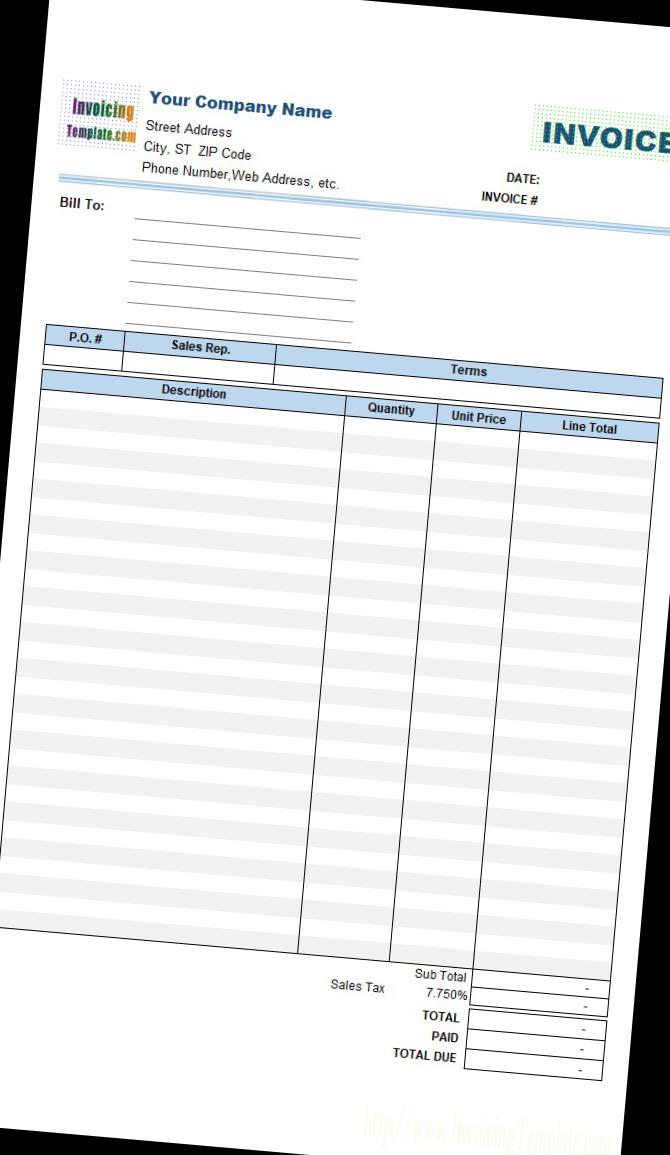 Invoicing
Template.com
Your Company Name
Street Address
City, ST ZIP Code
Phone Number,Web Address, etc.
INVOICE
DATE:
INVOICE #
Bill To:
P.O. # Sales Rep. Terms
Description Quantity Unit Price Line Total
Sub Total -
Sales Tax 7.750% -
TOTAL -
PAID -
TOTAL DUE -
http://www.InvoicingTemplate.com